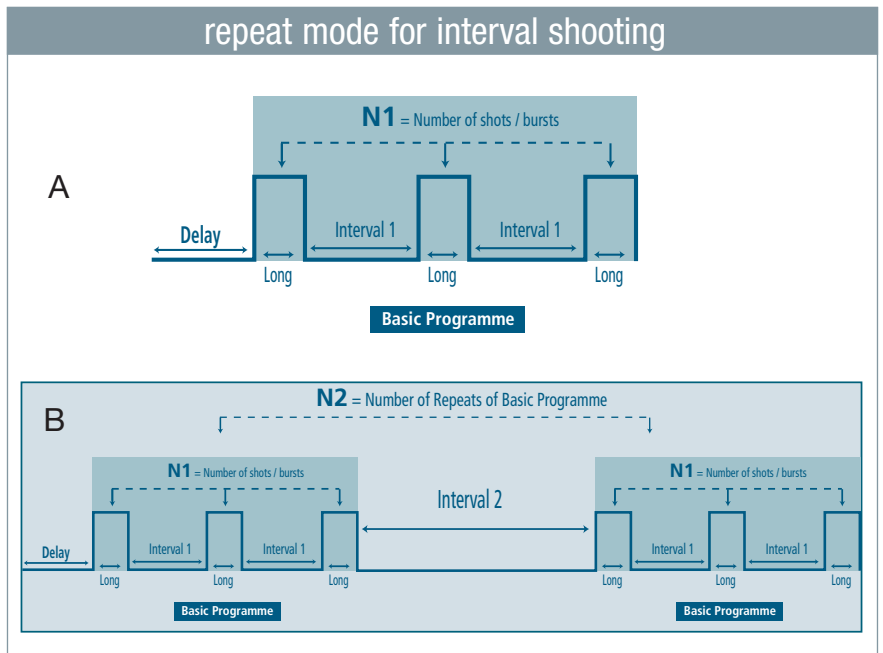 repeat mode for interval shooting
N1 = Number of shots / bursts
A
Delay
Interval 1
Interval 1
Long
Long
Long
Basic Programme
N2 = Number of Repeats of Basic Programme
B
N1 = Number of shots / bursts
N1 = Number of shots / bursts
Interval 2
Delay
Interval 1
Interval 1
Interval 1
Interval 1
Long
Long
Long
Long
Long
Long
Basic Programme
Basic Programme